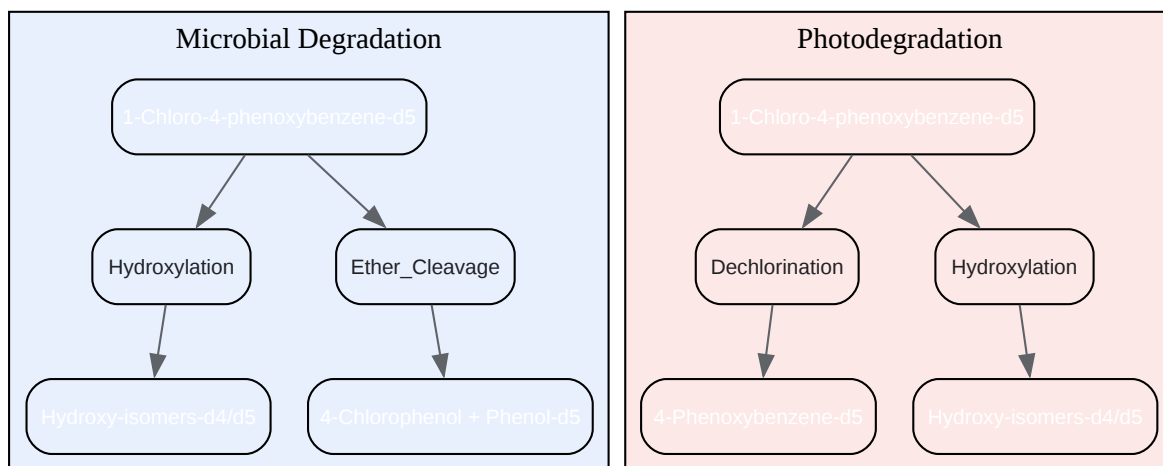 Microbial Degradation
1-Chloro-4-phenoxybenzene-d5
Hydroxylation
Ether_Cleavage
Hydroxy-isomers-d4/d5
4-Chlorophenol + Phenol-d5
Photodegradation
1-Chloro-4-phenoxybenzene-d5
Dechlorination
Hydroxylation
4-Phenoxybenzene-d5
Hydroxy-isomers-d4/d5